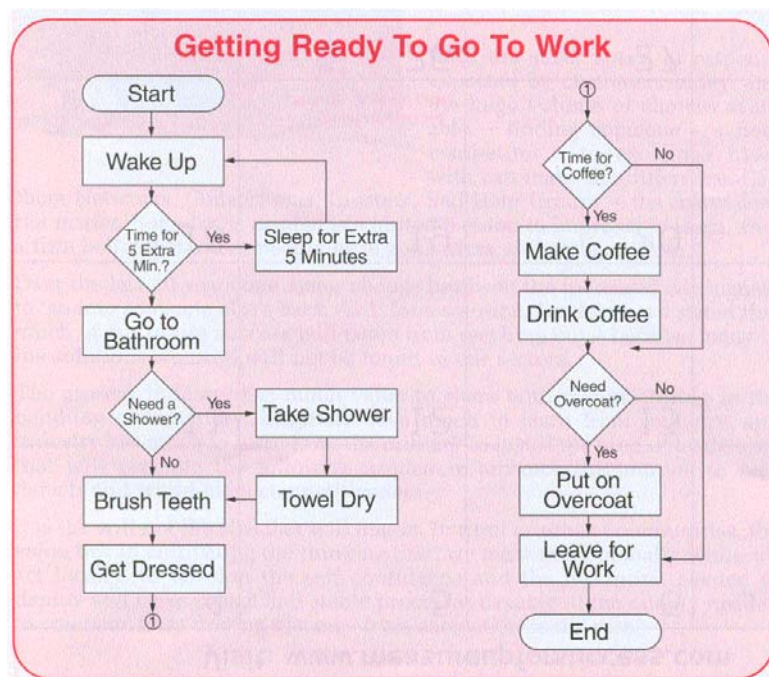 Getting Ready To Go To Work
Start
Wake Up
Time for
5 Extra
Min.?
Yes
Sleep for Extra
5 Minutes
Go to
Bathroom
Need a
Shower?
Yes
Take Shower
No
Brush Teeth
Towel Dry
Get Dressed
①
①
Time for
Coffee?
No
Yes
Make Coffee
Drink Coffee
Need
Overcoat?
No
Yes
Put on
Overcoat
Leave for
Work
End